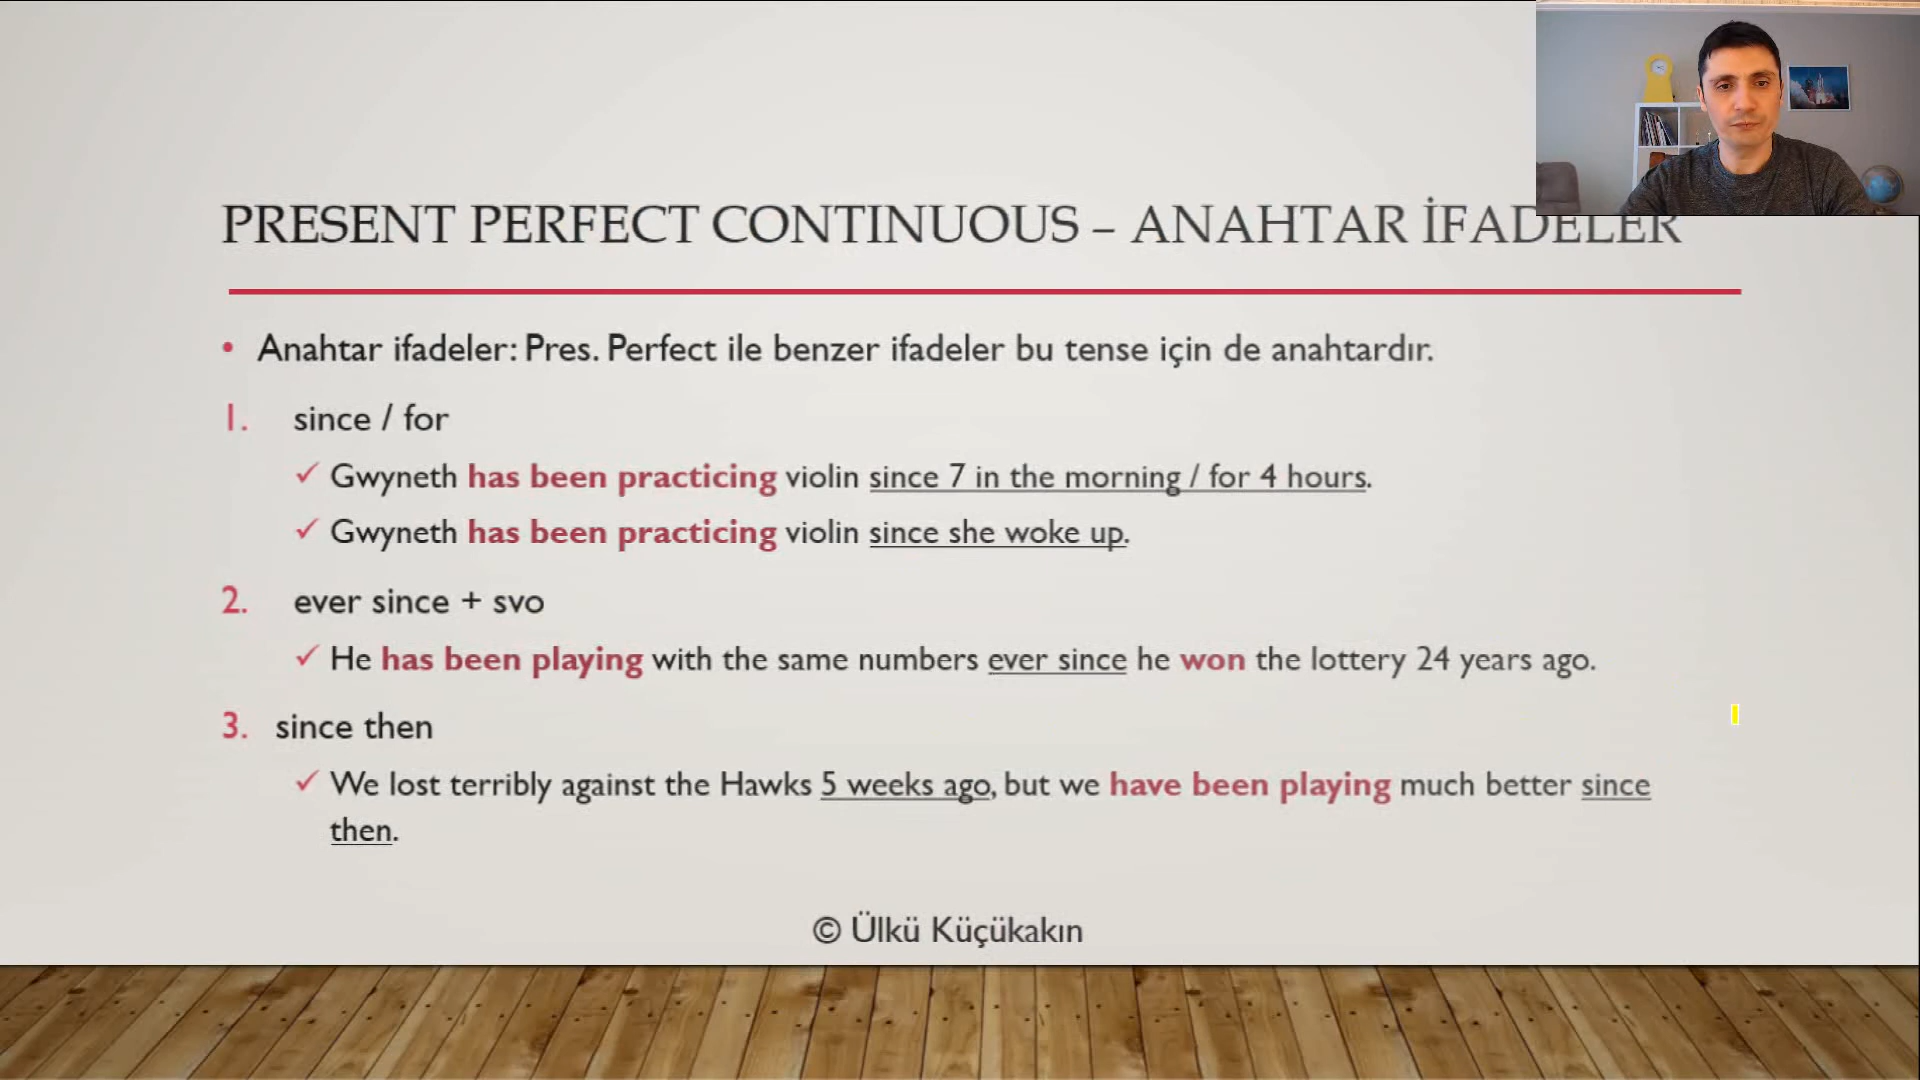 PRESENT PERFECT CONTINUOUS – ANAHTAR İFADELER
• Anahtar ifadeler: Pres. Perfect ile benzer ifadeler bu tense için de anahtardır.
1. since / for
✓ Gwyneth has been practicing violin since 7 in the morning / for 4 hours.
✓ Gwyneth has been practicing violin since she woke up.
2. ever since + svo
✓ He has been playing with the same numbers ever since he won the lottery 24 years ago.
3. since then
✓ We lost terribly against the Hawks 5 weeks ago, but we have been playing much better since
then.
© Ülkü Küçükakın